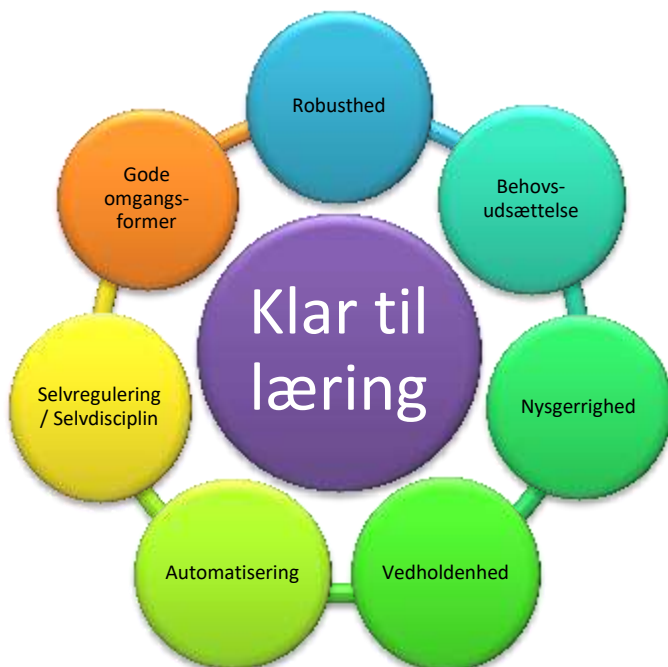 Robusthed
Behovs-
udsættelse
Nysgerrighed
Vedholdenhed
Automatisering
Selvregulering
/ Selvdisciplin
Gode
omgangs-
former
Klar til
læring